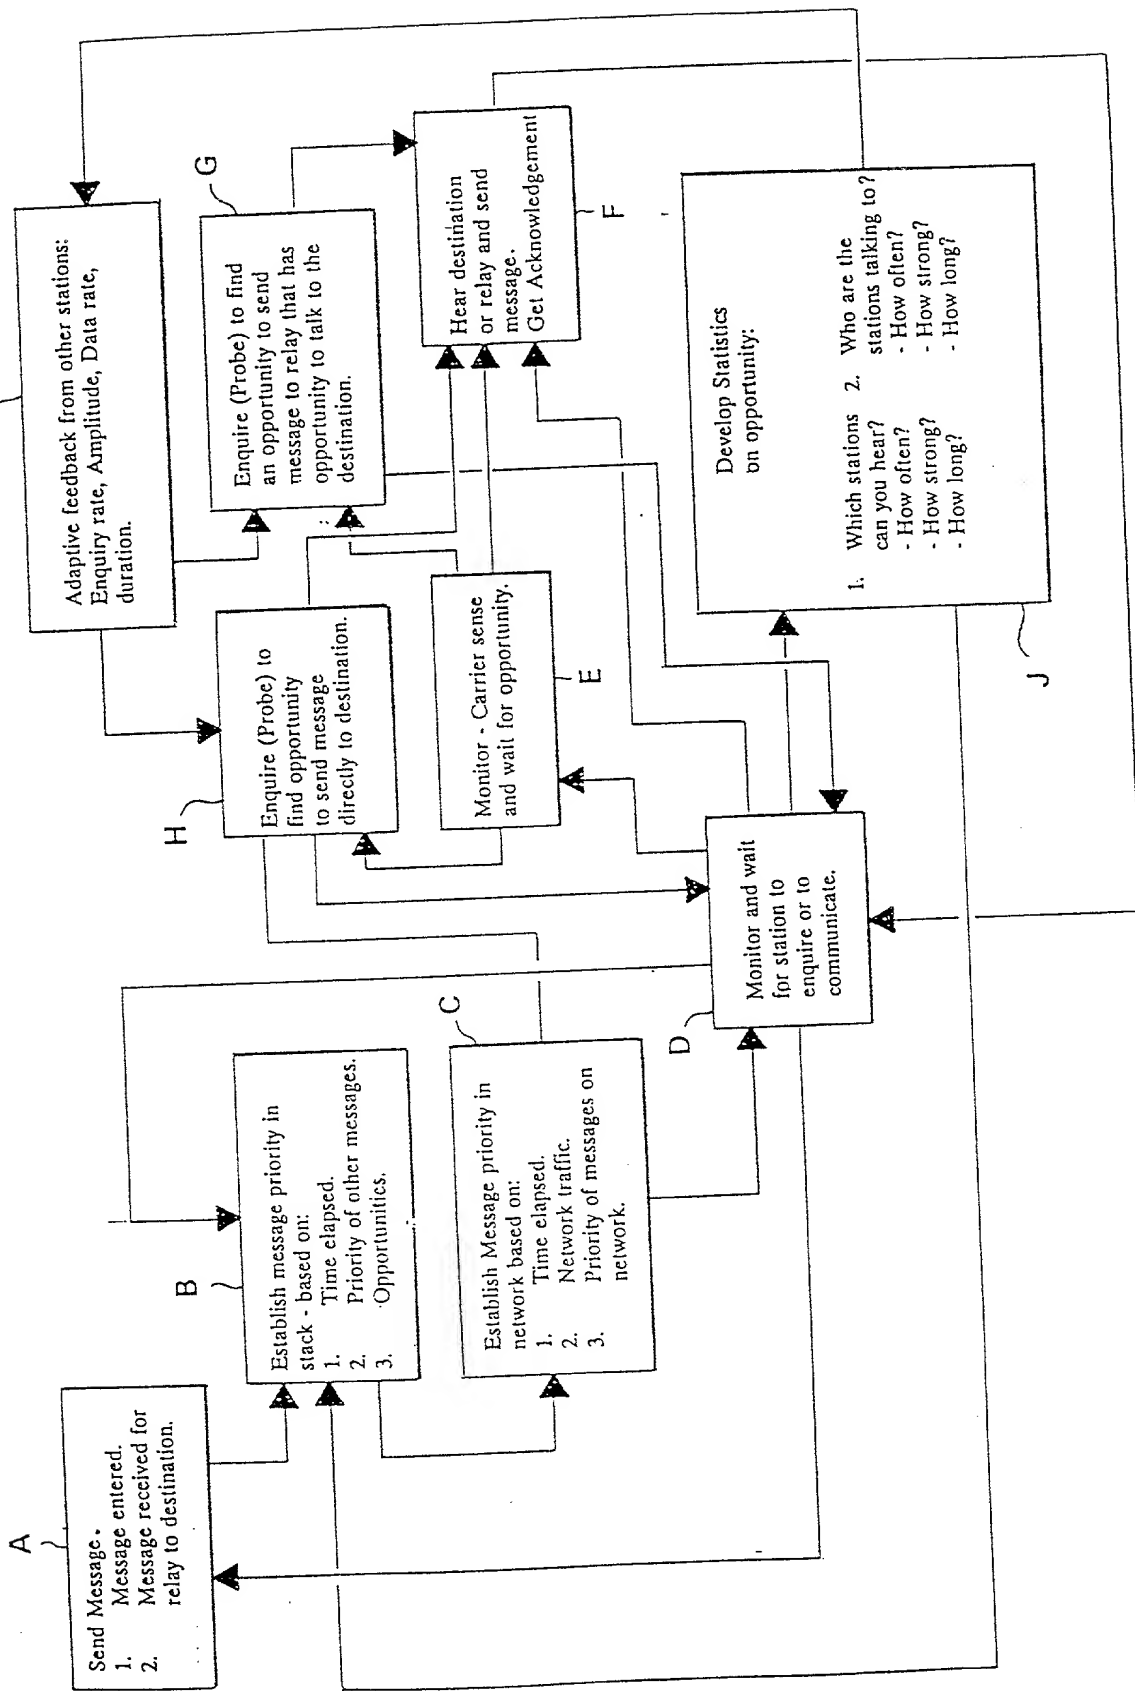 A
Send Message.
1. Message entered.
2. Message received for
relay to destination.
B
Establish message priority in
stack - based on:
1. Time elapsed.
2. Priority of other messages.
3. Opportunities.
C
Establish Message priority in
network based on:
1. Time elapsed.
2. Network traffic.
3. Priority of messages on
network.
D
Monitor and wait
for station to
enquire or to
communicate.
H
Enquire (Probe) to
find opportunity
to send message
directly to destination.
E
Monitor - Carrier sense
and wait for opportunity.
Adaptive feedback from other stations:
Enquiry rate, Amplitude, Data rate,
duration.
G
Enquire (Probe) to find
an opportunity to send
message to relay that has
opportunity to talk to the
destination.
F
Hear destination
or relay and send
message.
Get Acknowledgement
J
Develop Statistics
on opportunity:
1. Which stations
can you hear?
- How often?
- How strong?
- How long?
2. Who are the
stations talking to?
- How often?
- How strong?
- How long?